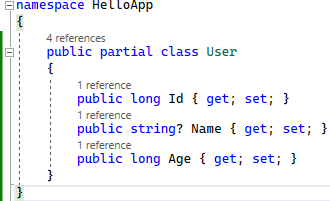 namespace HelloApp
{
4 references
public partial class User
{
1 reference
public long Id { get; set; }
1 reference
public string? Name { get; set; }
1 reference
public long Age { get; set; }
}
}